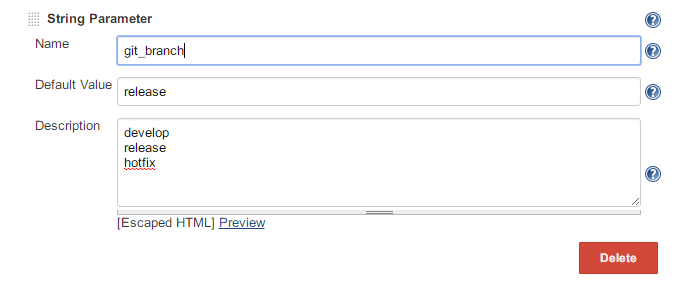 String Parameter
?
Name
git_branch
?
Default Value
release
?
Description
develop
release
hotfix
?
[Escaped HTML] Preview
Delete